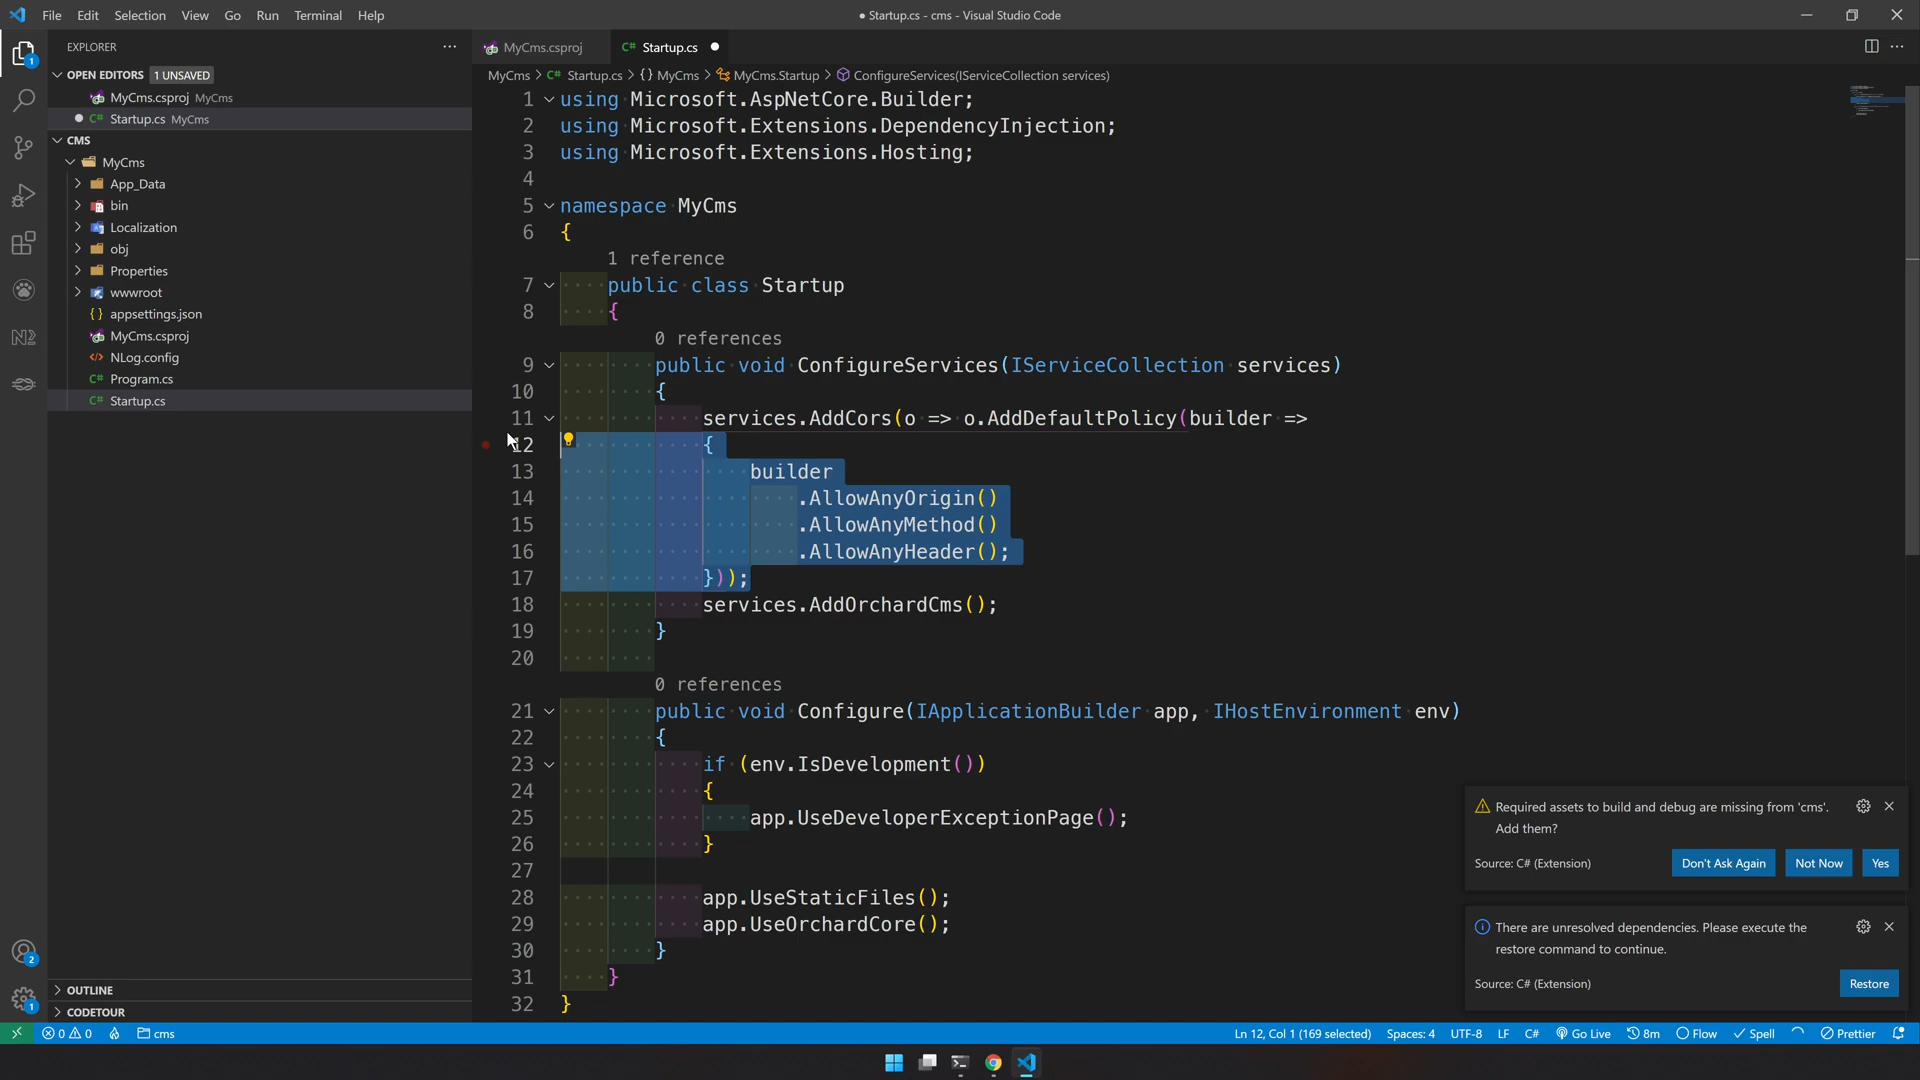 File Edit Selection View Go Run Terminal Help
● Startup.cs - cms - Visual Studio Code
EXPLORER
OPEN EDITORS 1 UNSAVED
MyCms.csproj MyCms
C# Startup.cs MyCms
CMS
MyCms
App_Data
bin
Localization
obj
Properties
wwwroot
{} appsettings.json
MyCms.csproj
NLog.config
C# Program.cs
C# Startup.cs
OUTLINE
CODETOUR
MyCms.csproj
C# Startup.cs
MyCms > C# Startup.cs > {} MyCms > MyCms.Startup > ConfigureServices(IServiceCollection services)
1 using Microsoft.AspNetCore.Builder;
2 using Microsoft.Extensions.DependencyInjection;
3 using Microsoft.Extensions.Hosting;
4
5 namespace MyCms
6 {
1 reference
7 public class Startup
8 {
0 references
9 public void ConfigureServices(IServiceCollection services)
10 {
11 services.AddCors(o => o.AddDefaultPolicy(builder =>
12 {
13 builder
14 .AllowAnyOrigin()
15 .AllowAnyMethod()
16 .AllowAnyHeader();
17 }));
18 services.AddOrchardCms();
19 }
20
0 references
21 public void Configure(IApplicationBuilder app, IHostEnvironment env)
22 {
23 if (env.IsDevelopment())
24 {
25 app.UseDeveloperExceptionPage();
26 }
27
28 app.UseStaticFiles();
29 app.UseOrchardCore();
30 }
31 }
32 }
Required assets to build and debug are missing from 'cms'.
Add them?
Source: C# (Extension)
Don't Ask Again
Not Now
Yes
There are unresolved dependencies. Please execute the
restore command to continue.
Source: C# (Extension)
Restore
1
2
1
0 0 cms
Ln 12, Col 1 (169 selected) Spaces: 4 UTF-8 LF C# Go Live 8m Flow Spell Prettier